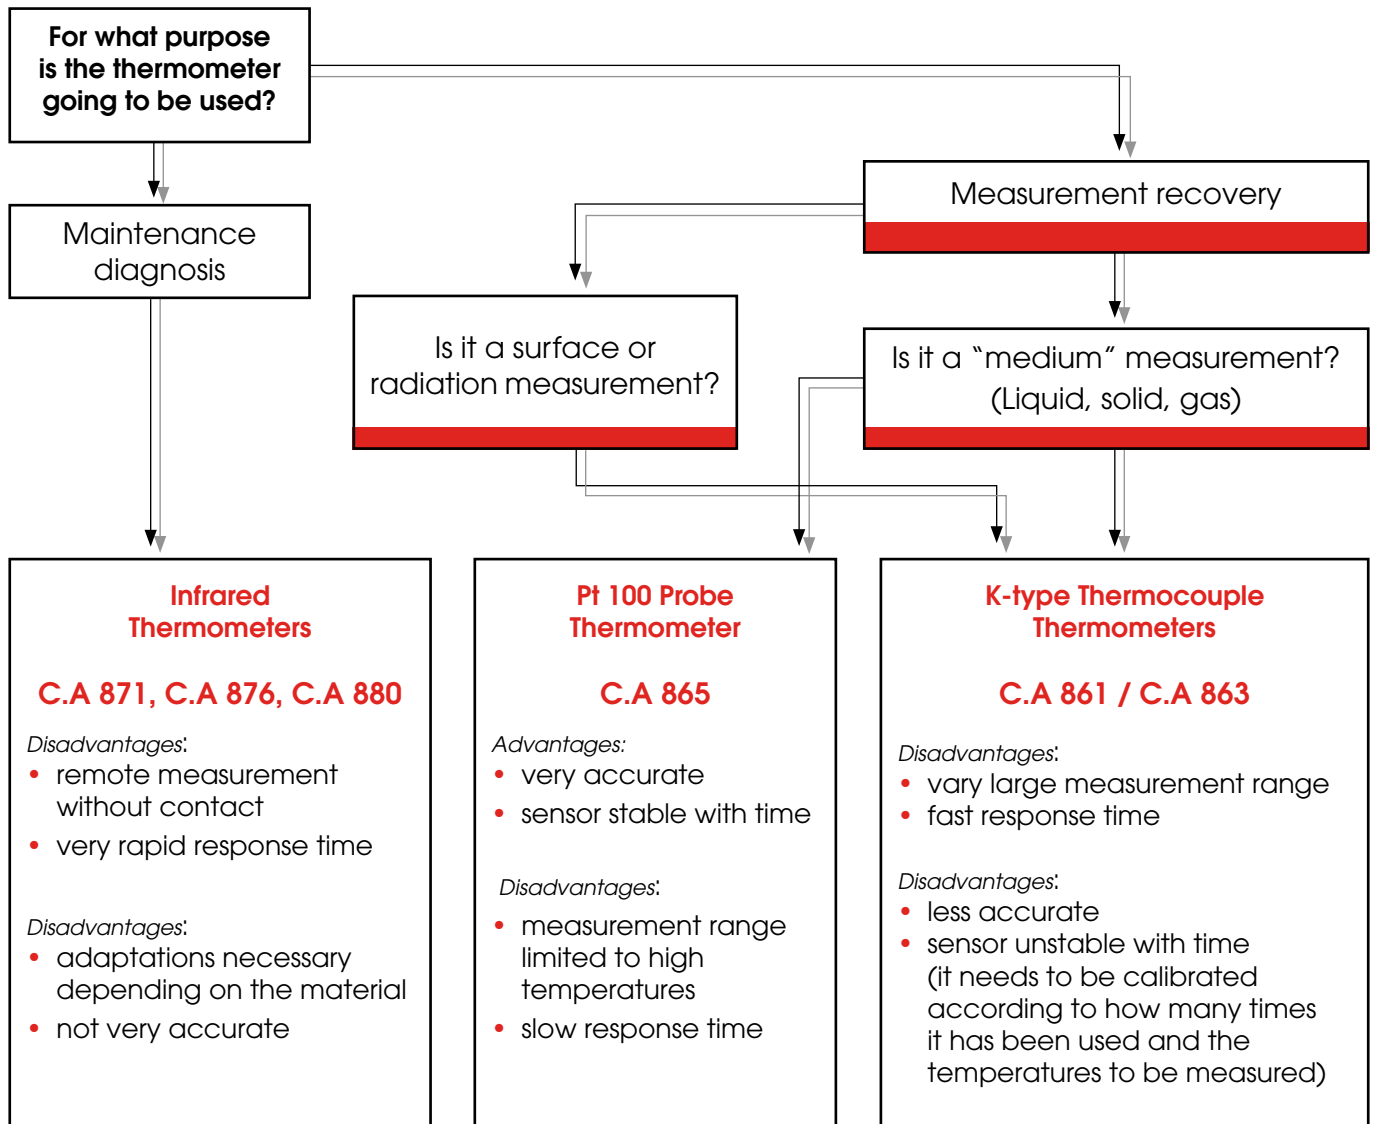 For what purpose
is the thermometer
going to be used?
Measurement recovery
Maintenance
diagnosis
Is it a surface or
radiation measurement?
Is it a “medium” measurement?
(Liquid, solid, gas)
Infrared
Thermometers
C.A 871, C.A 876, C.A 880
Disadvantages:
• remote measurement
without contact
• very rapid response time
Disadvantages:
• adaptations necessary
depending on the material
• not very accurate
Pt 100 Probe
Thermometer
C.A 865
Advantages:
• very accurate
• sensor stable with time
Disadvantages:
• measurement range
limited to high
temperatures
• slow response time
K-type Thermocouple
Thermometers
C.A 861 / C.A 863
Disadvantages:
• vary large measurement range
• fast response time
Disadvantages:
• less accurate
• sensor unstable with time
(it needs to be calibrated
according to how many times
it has been used and the
temperatures to be measured)